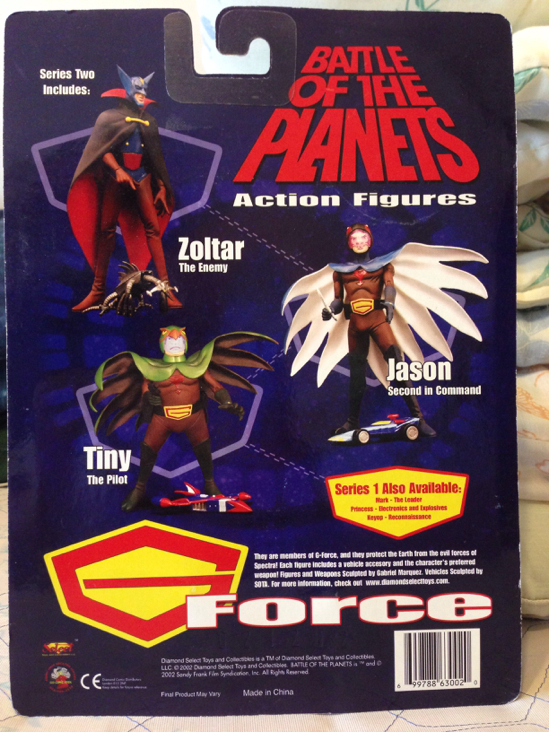 Series Two
Includes:
BATTLE
OF THE
PLANETS
Action Figures
Zoltar
The Enemy
Jason
Second in Command
Tiny
The Pilot
Series 1 Also Available:
Mark - The Leader
Princess - Electronics and Explosives
Keyop - Reconnaissance
They are members of G-Force, and they protect the Earth from the evil forces of
Spectra! Each figure includes a vehicle accesory and the character's preferred
weapon! Figures and Weapons Sculpted by Gabriel Marquez. Vehicles Sculpted by
SOTA. For more information, check out www.diamondselecttoys.com.
G Force
Diamond Select Toys and Collectibles is a TM of Diamond Select Toys and Collectibles,
LLC. © 2002 Diamond Select Toys and Collectibles. BATTLE OF THE PLANETS is ™ and ©
2002 Sandy Frank Film Syndication, Inc. All Rights Reserved.
CE
Final Product May Vary
Made in China
6 99788 63002 0